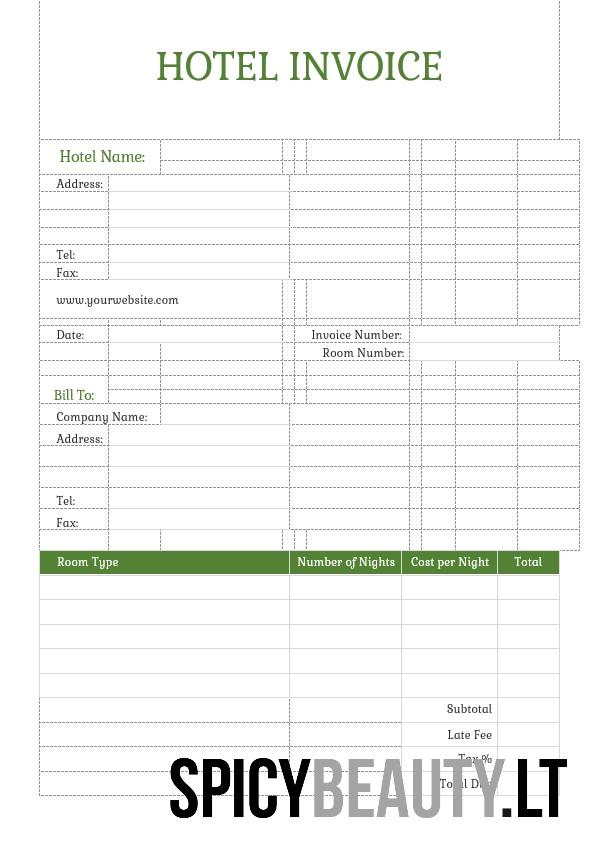 HOTEL INVOICE
Hotel Name:
Address:
Tel:
Fax:
www.yourwebsite.com
Date: Invoice Number:
Room Number:
Bill To:
Company Name:
Address:
Tel:
Fax:
Room Type Number of Nights Cost per Night Total
Subtotal
Late Fee
Tax %
Total Due
SPICYBEAUTY.LT